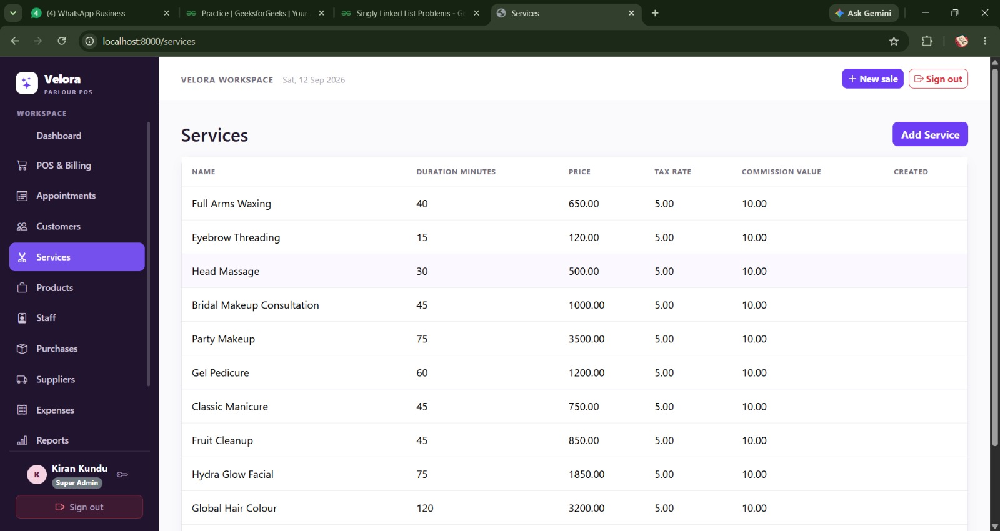 (4) WhatsApp Business
Practice | GeeksforGeeks | Your
Singly Linked List Problems - Ge
Services
Ask Gemini
localhost:8000/services
Velora
PARLOUR POS
WORKSPACE
Dashboard
POS & Billing
Appointments
Customers
Services
Products
Staff
Purchases
Suppliers
Expenses
Reports
K
Kiran Kundu
Super Admin
Sign out
VELORA WORKSPACE Sat, 12 Sep 2026
+ New sale
Sign out
Services
Add Service
NAME DURATION MINUTES PRICE TAX RATE COMMISSION VALUE CREATED
Full Arms Waxing 40 650.00 5.00 10.00
Eyebrow Threading 15 120.00 5.00 10.00
Head Massage 30 500.00 5.00 10.00
Bridal Makeup Consultation 45 1000.00 5.00 10.00
Party Makeup 75 3500.00 5.00 10.00
Gel Pedicure 60 1200.00 5.00 10.00
Classic Manicure 45 750.00 5.00 10.00
Fruit Cleanup 45 850.00 5.00 10.00
Hydra Glow Facial 75 1850.00 5.00 10.00
Global Hair Colour 120 3200.00 5.00 10.00